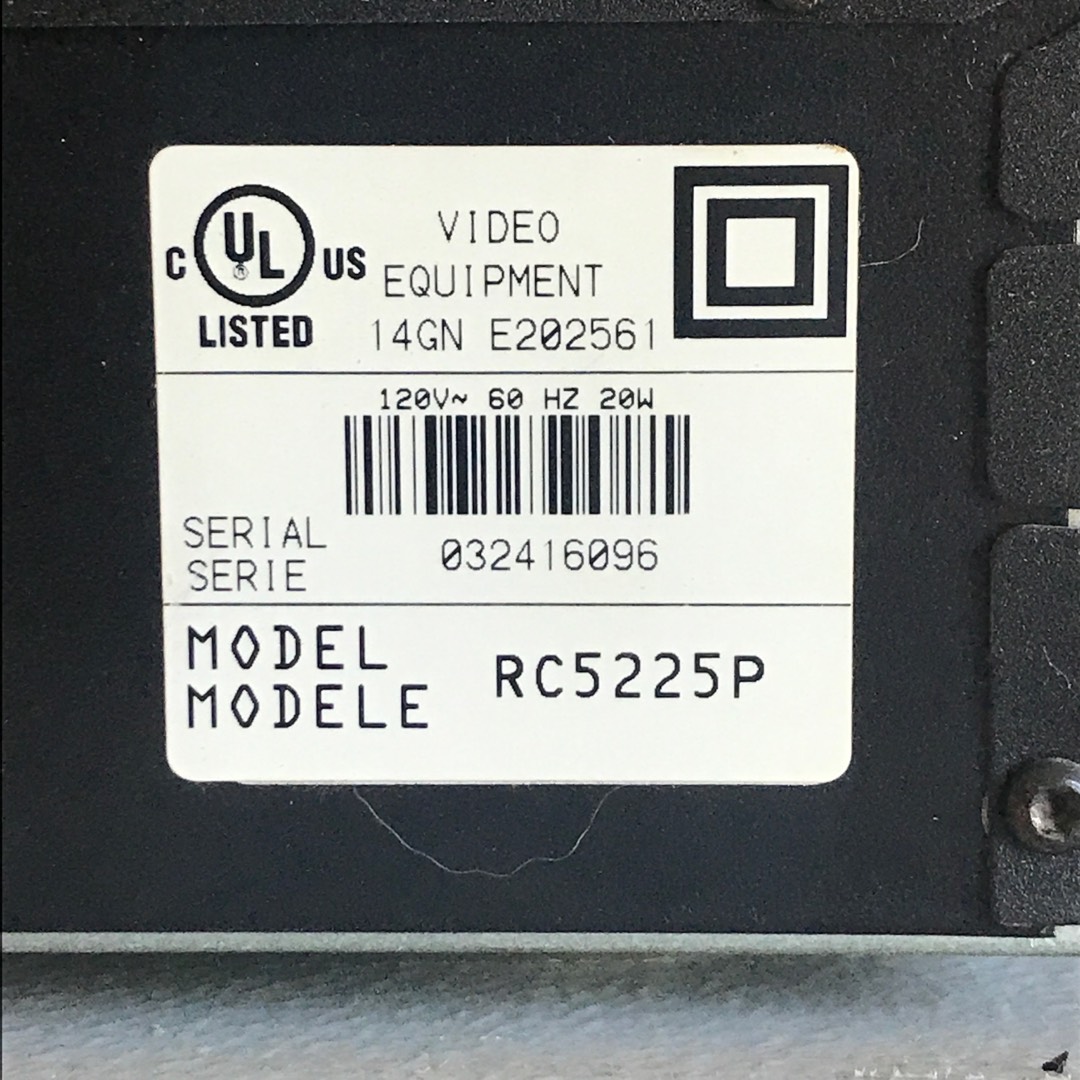 C UL ® US
LISTED
VIDEO
EQUIPMENT
14GN E202561
120V~ 60 HZ 20W
SERIAL
SERIE
032416096
MODEL
MODELE
RC5225P